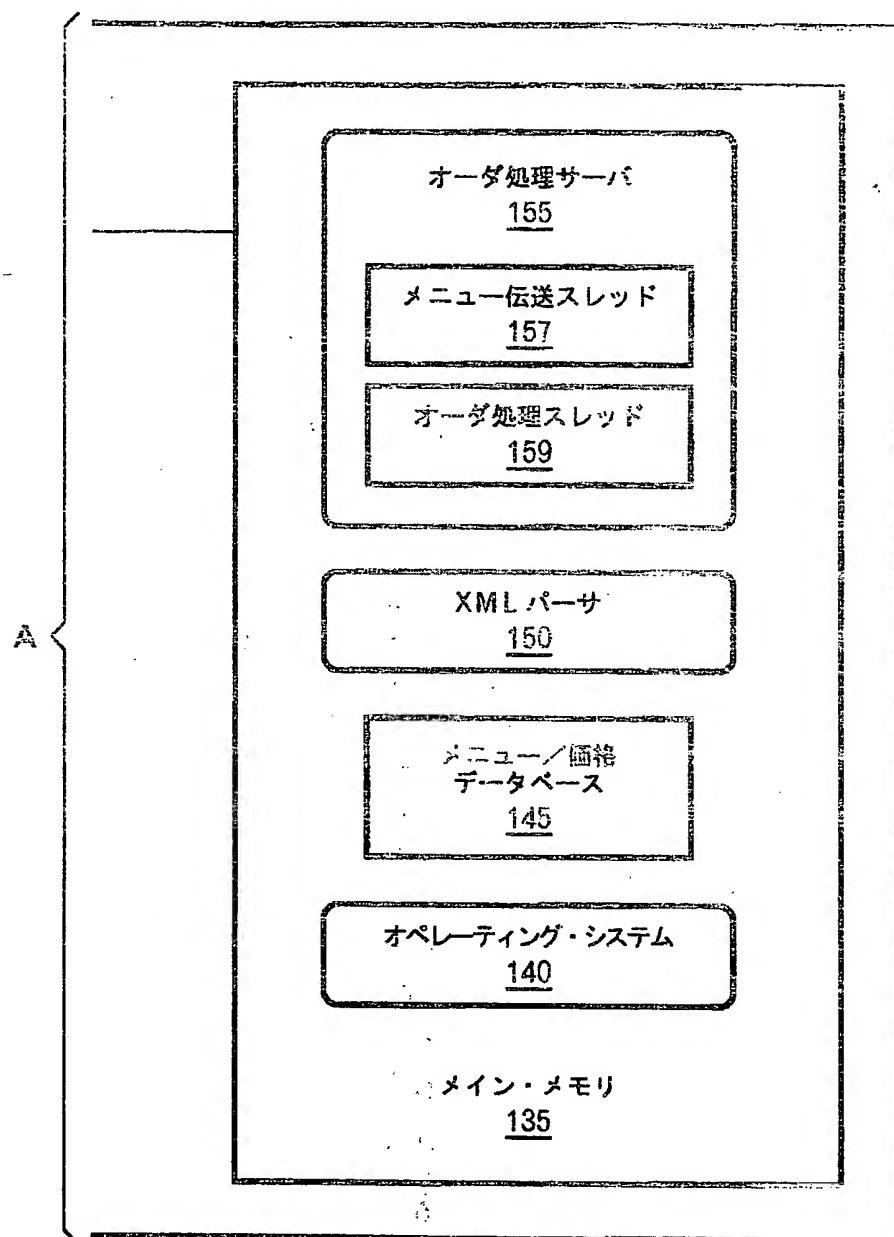 オーダ処理サーバ
155
メニュー伝送スレッド
157
オーダ処理スレッド
159
XMLパーサ
150
A
メニュー／価格
データベース
145
オペレーティング・システム
140
メイン・メモリ
135